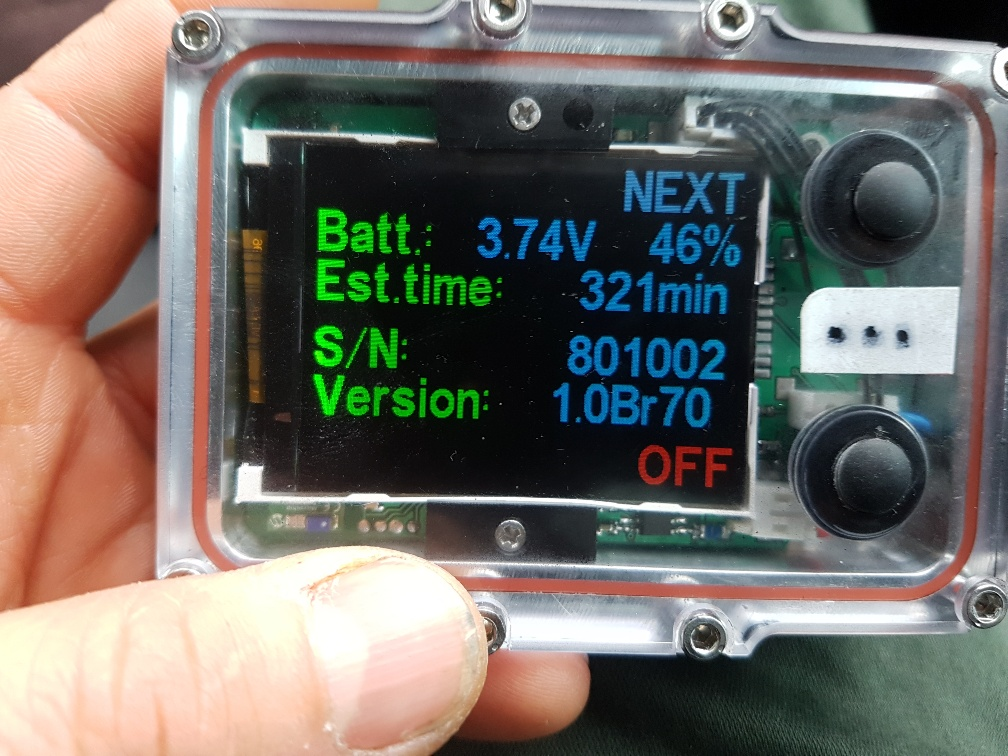 NEXT
Batt.: 3.74V 46%
Est.time: 321min
S/N: 801002
Version: 1.0Br70
OFF